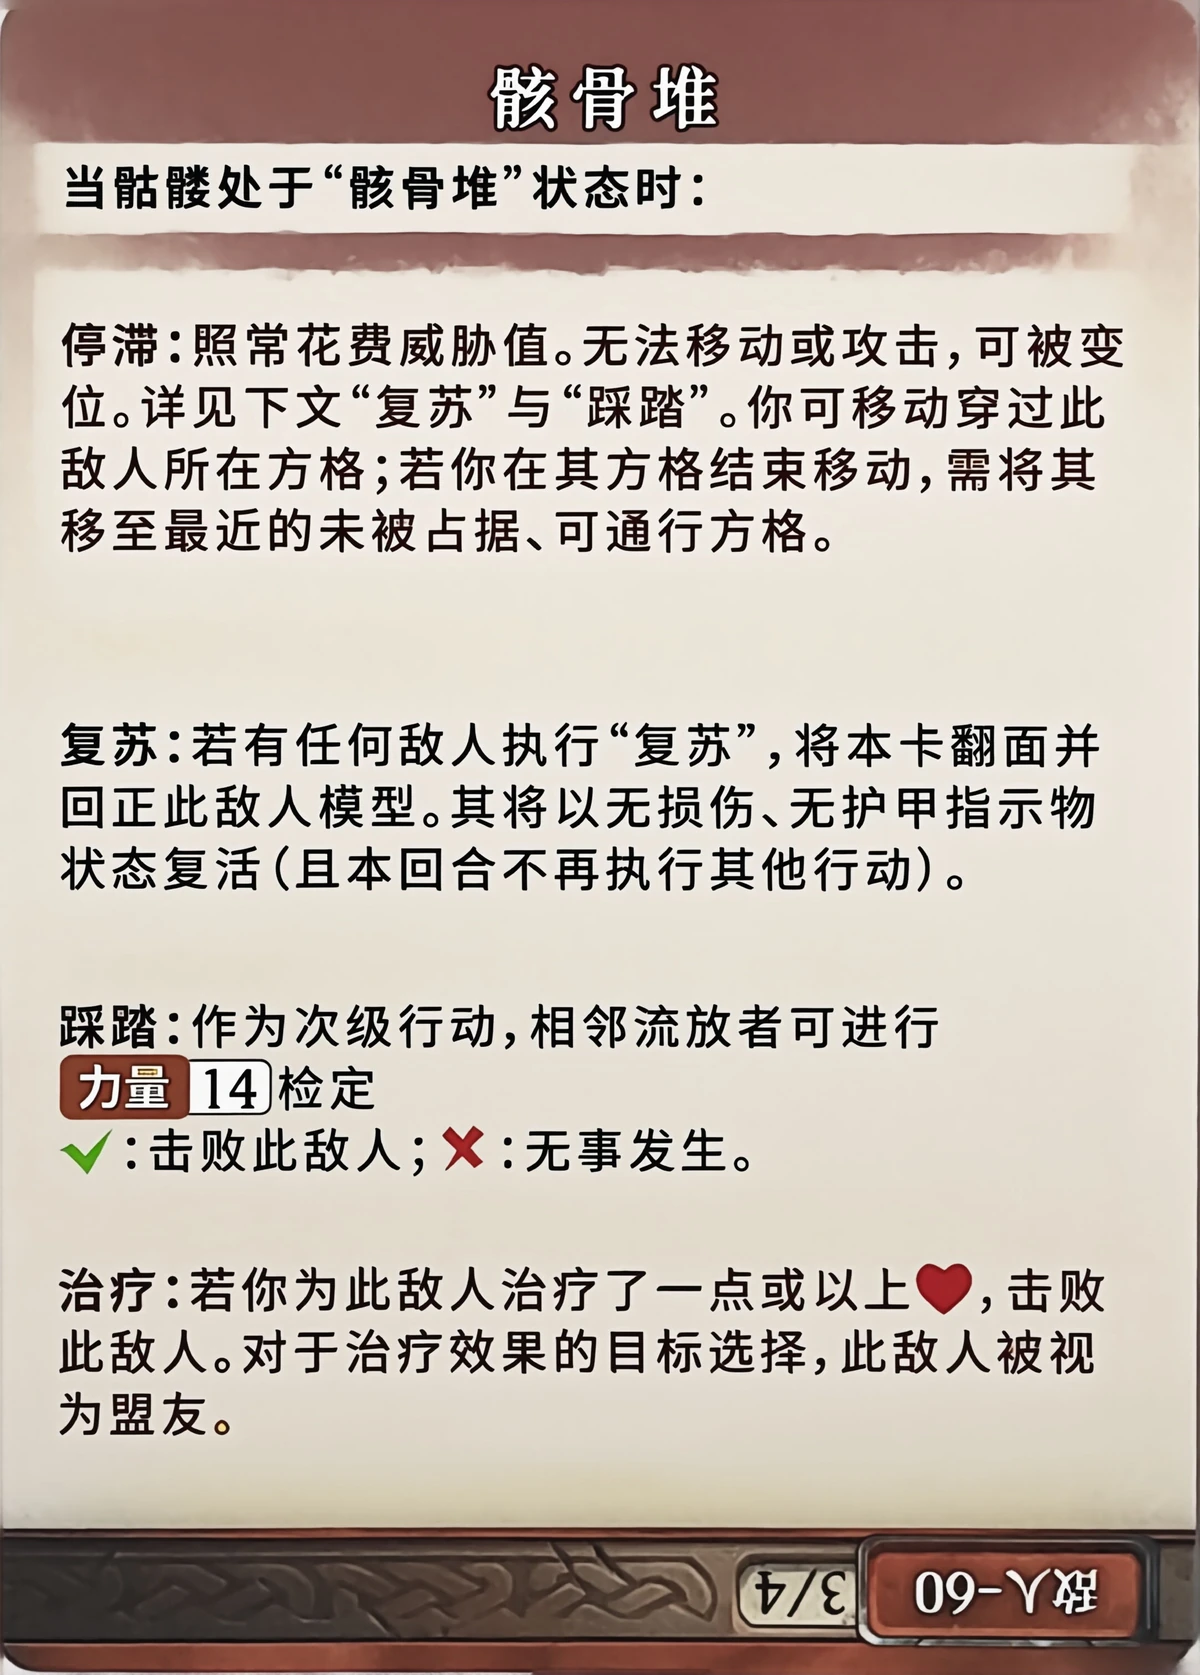 骸骨堆
当骷髅处于“骸骨堆”状态时：
停滞：照常花费威胁值。无法移动或攻击，可被变
位。详见下文“复苏”与“踩踏”。你可移动穿过此
敌人所在方格；若你在其方格结束移动，需将其
移至最近的未被占据、可通行方格。
复苏：若有任何敌人执行“复苏”，将本卡翻面并
回正此敌人模型。其将以无损伤、无护甲指示物
状态复活（且本回合不再执行其他行动）。
踩踏：作为次级行动，相邻流放者可进行
力量 14 检定
✓：击败此敌人；✗：无事发生。
治疗：若你为此敌人治疗了一点或以上♥，击败
此敌人。对于治疗效果的目标选择，此敌人被视
为盟友。
敌人-60
3/4